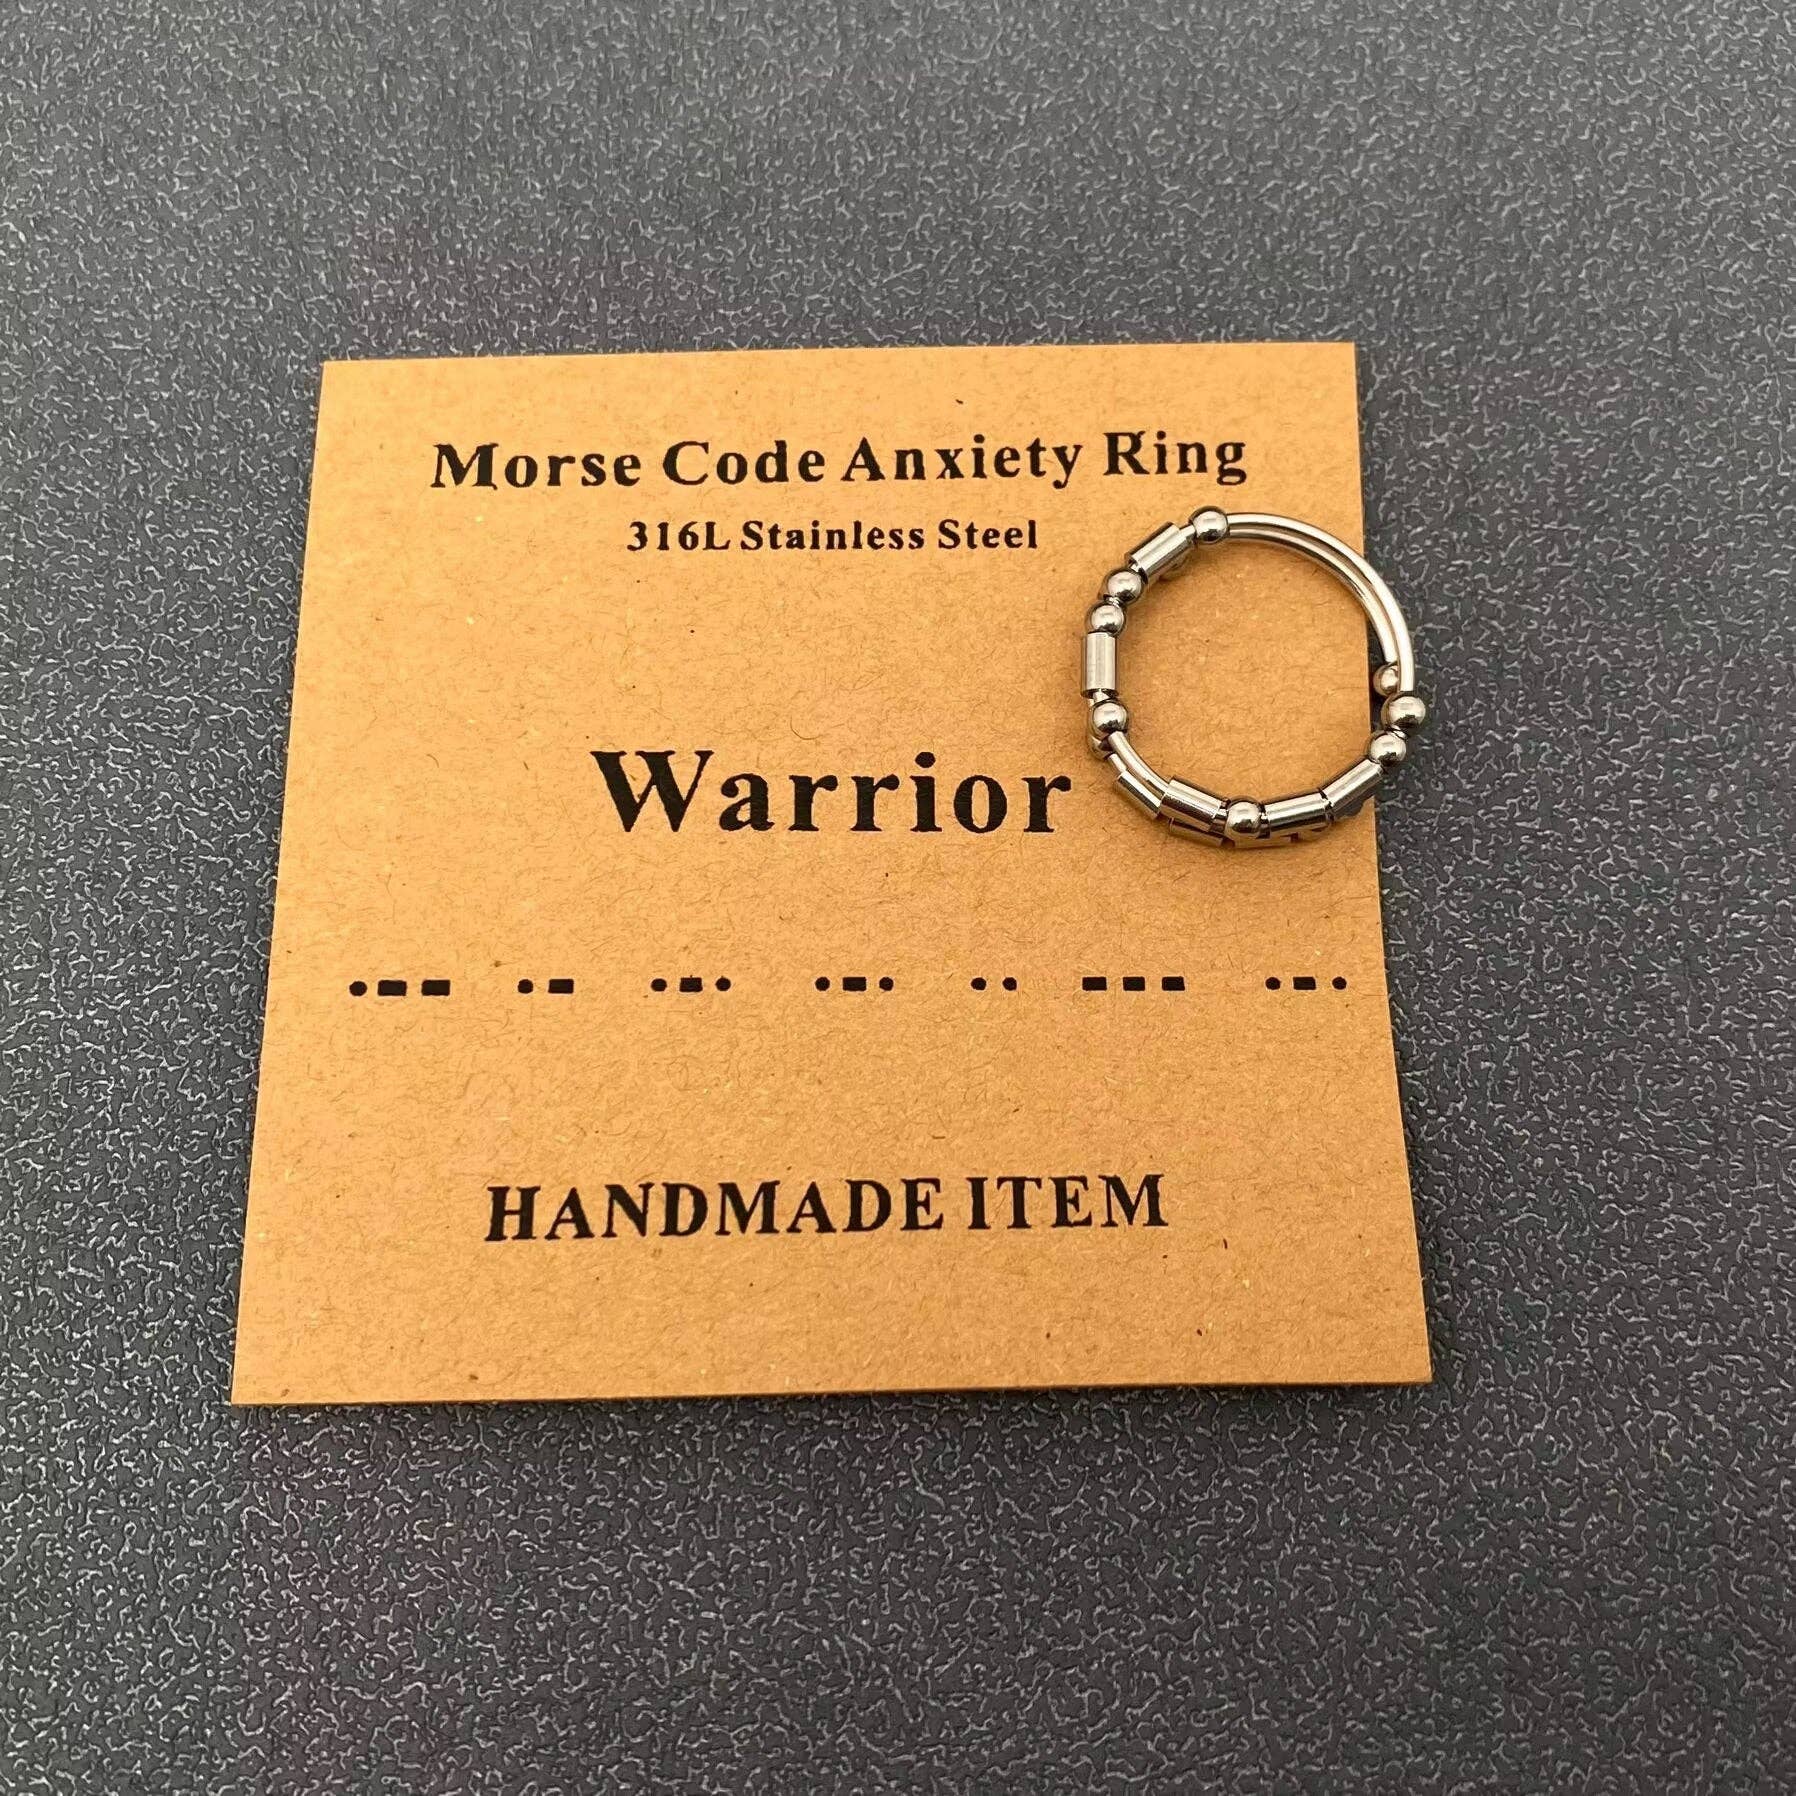 Morse Code Anxiety Ring
316L Stainless Steel
Warrior
•▬▬ •▬ •▬• •▬• •• ▬▬▬ •▬•
HANDMADE ITEM